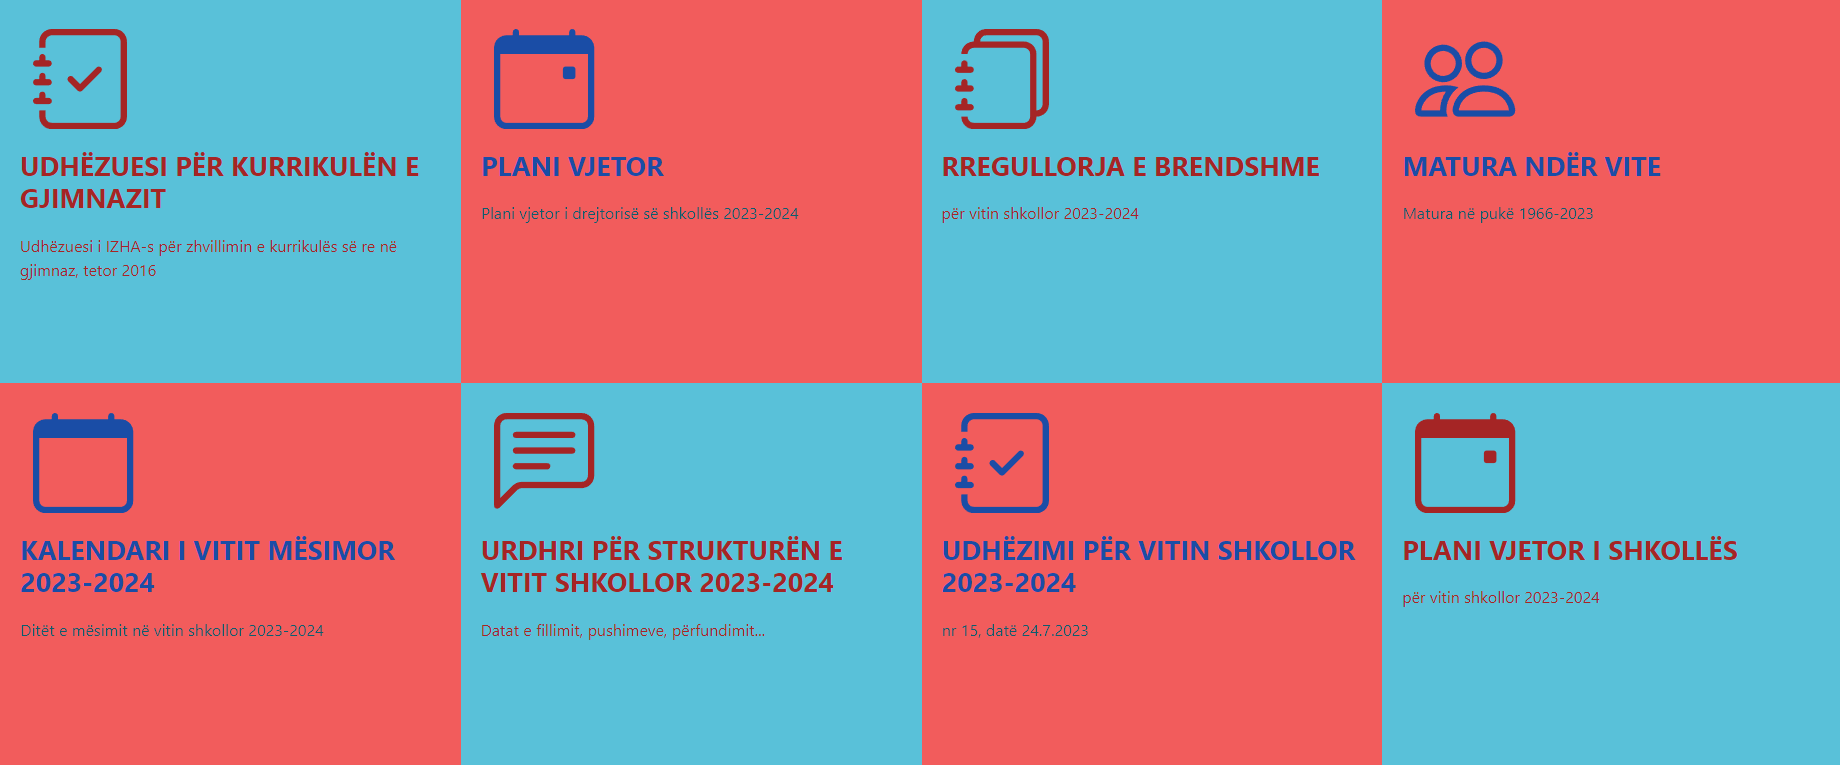 UDHËZUESI PËR KURRIKULËN E
GJIMNAZIT
Udhëzuesi i IZHA-s për zhvillimin e kurrikulës së re në
gjimnaz, tetor 2016
PLANI VJETOR
Plani vjetor i drejtorisë së shkollës 2023-2024
RREGULLORJA E BRENDSHME
për vitin shkollor 2023-2024
MATURA NDËR VITE
Matura në pukë 1966-2023
KALENDARI I VITIT MËSIMOR
2023-2024
Ditët e mësimit në vitin shkollor 2023-2024
URDHRI PËR STRUKTURËN E
VITIT SHKOLLOR 2023-2024
Datat e fillimit, pushimeve, përfundimit...
UDHËZIMI PËR VITIN SHKOLLOR
2023-2024
nr 15, datë 24.7.2023
PLANI VJETOR I SHKOLLËS
për vitin shkollor 2023-2024